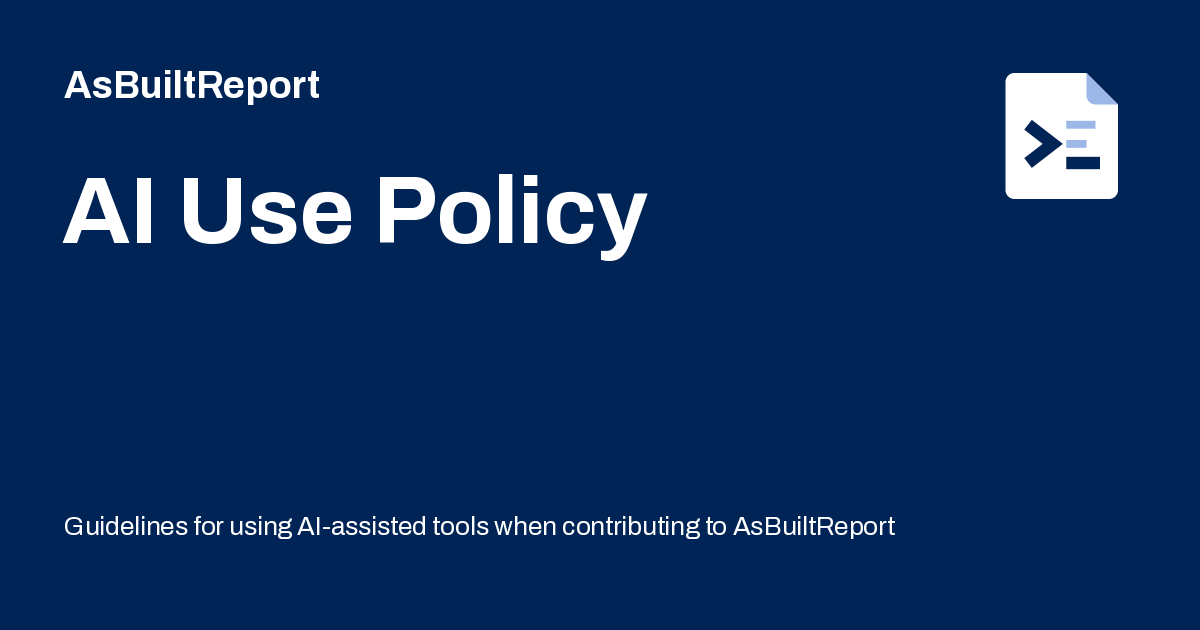 AsBuiltReport
AI Use Policy
Guidelines for using AI-assisted tools when contributing to AsBuiltReport